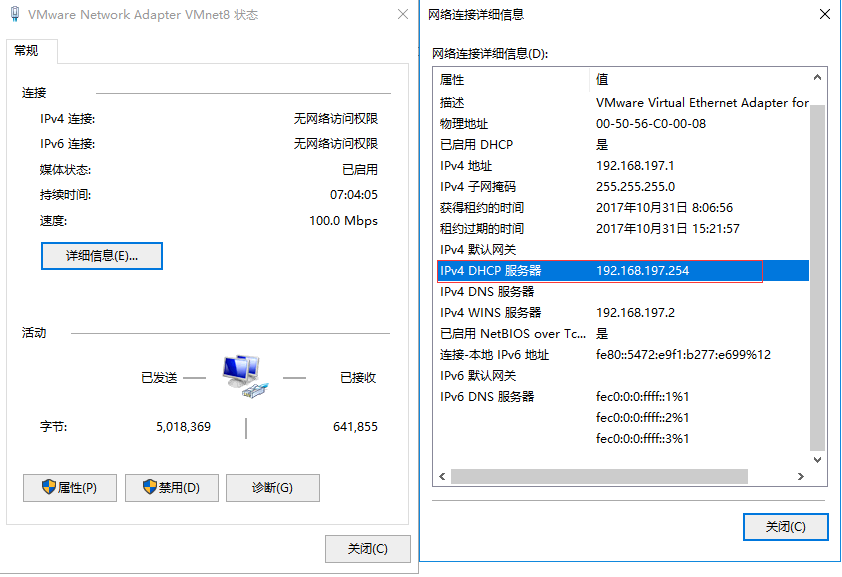 VMware Network Adapter VMnet8 状态
常规
连接
IPv4 连接: 无网络访问权限
IPv6 连接: 无网络访问权限
媒体状态: 已启用
持续时间: 07:04:05
速度: 100.0 Mbps
详细信息(E)...
活动
已发送 已接收
字节: 5,018,369 641,855
属性(P) 禁用(D) 诊断(G)
关闭(C)
网络连接详细信息
网络连接详细信息(D):
属性 值
描述 VMware Virtual Ethernet Adapter for
物理地址 00-50-56-C0-00-08
已启用 DHCP 是
IPv4 地址 192.168.197.1
IPv4 子网掩码 255.255.255.0
获得租约的时间 2017年10月31日 8:06:56
租约过期的时间 2017年10月31日 15:21:57
IPv4 默认网关
IPv4 DHCP 服务器 192.168.197.254
IPv4 DNS 服务器
IPv4 WINS 服务器 192.168.197.2
已启用 NetBIOS over Tc... 是
连接-本地 IPv6 地址 fe80::5472:e9f1:b277:e699%12
IPv6 默认网关
IPv6 DNS 服务器 fec0:0:0:ffff::1%1
fec0:0:0:ffff::2%1
fec0:0:0:ffff::3%1
关闭(C)